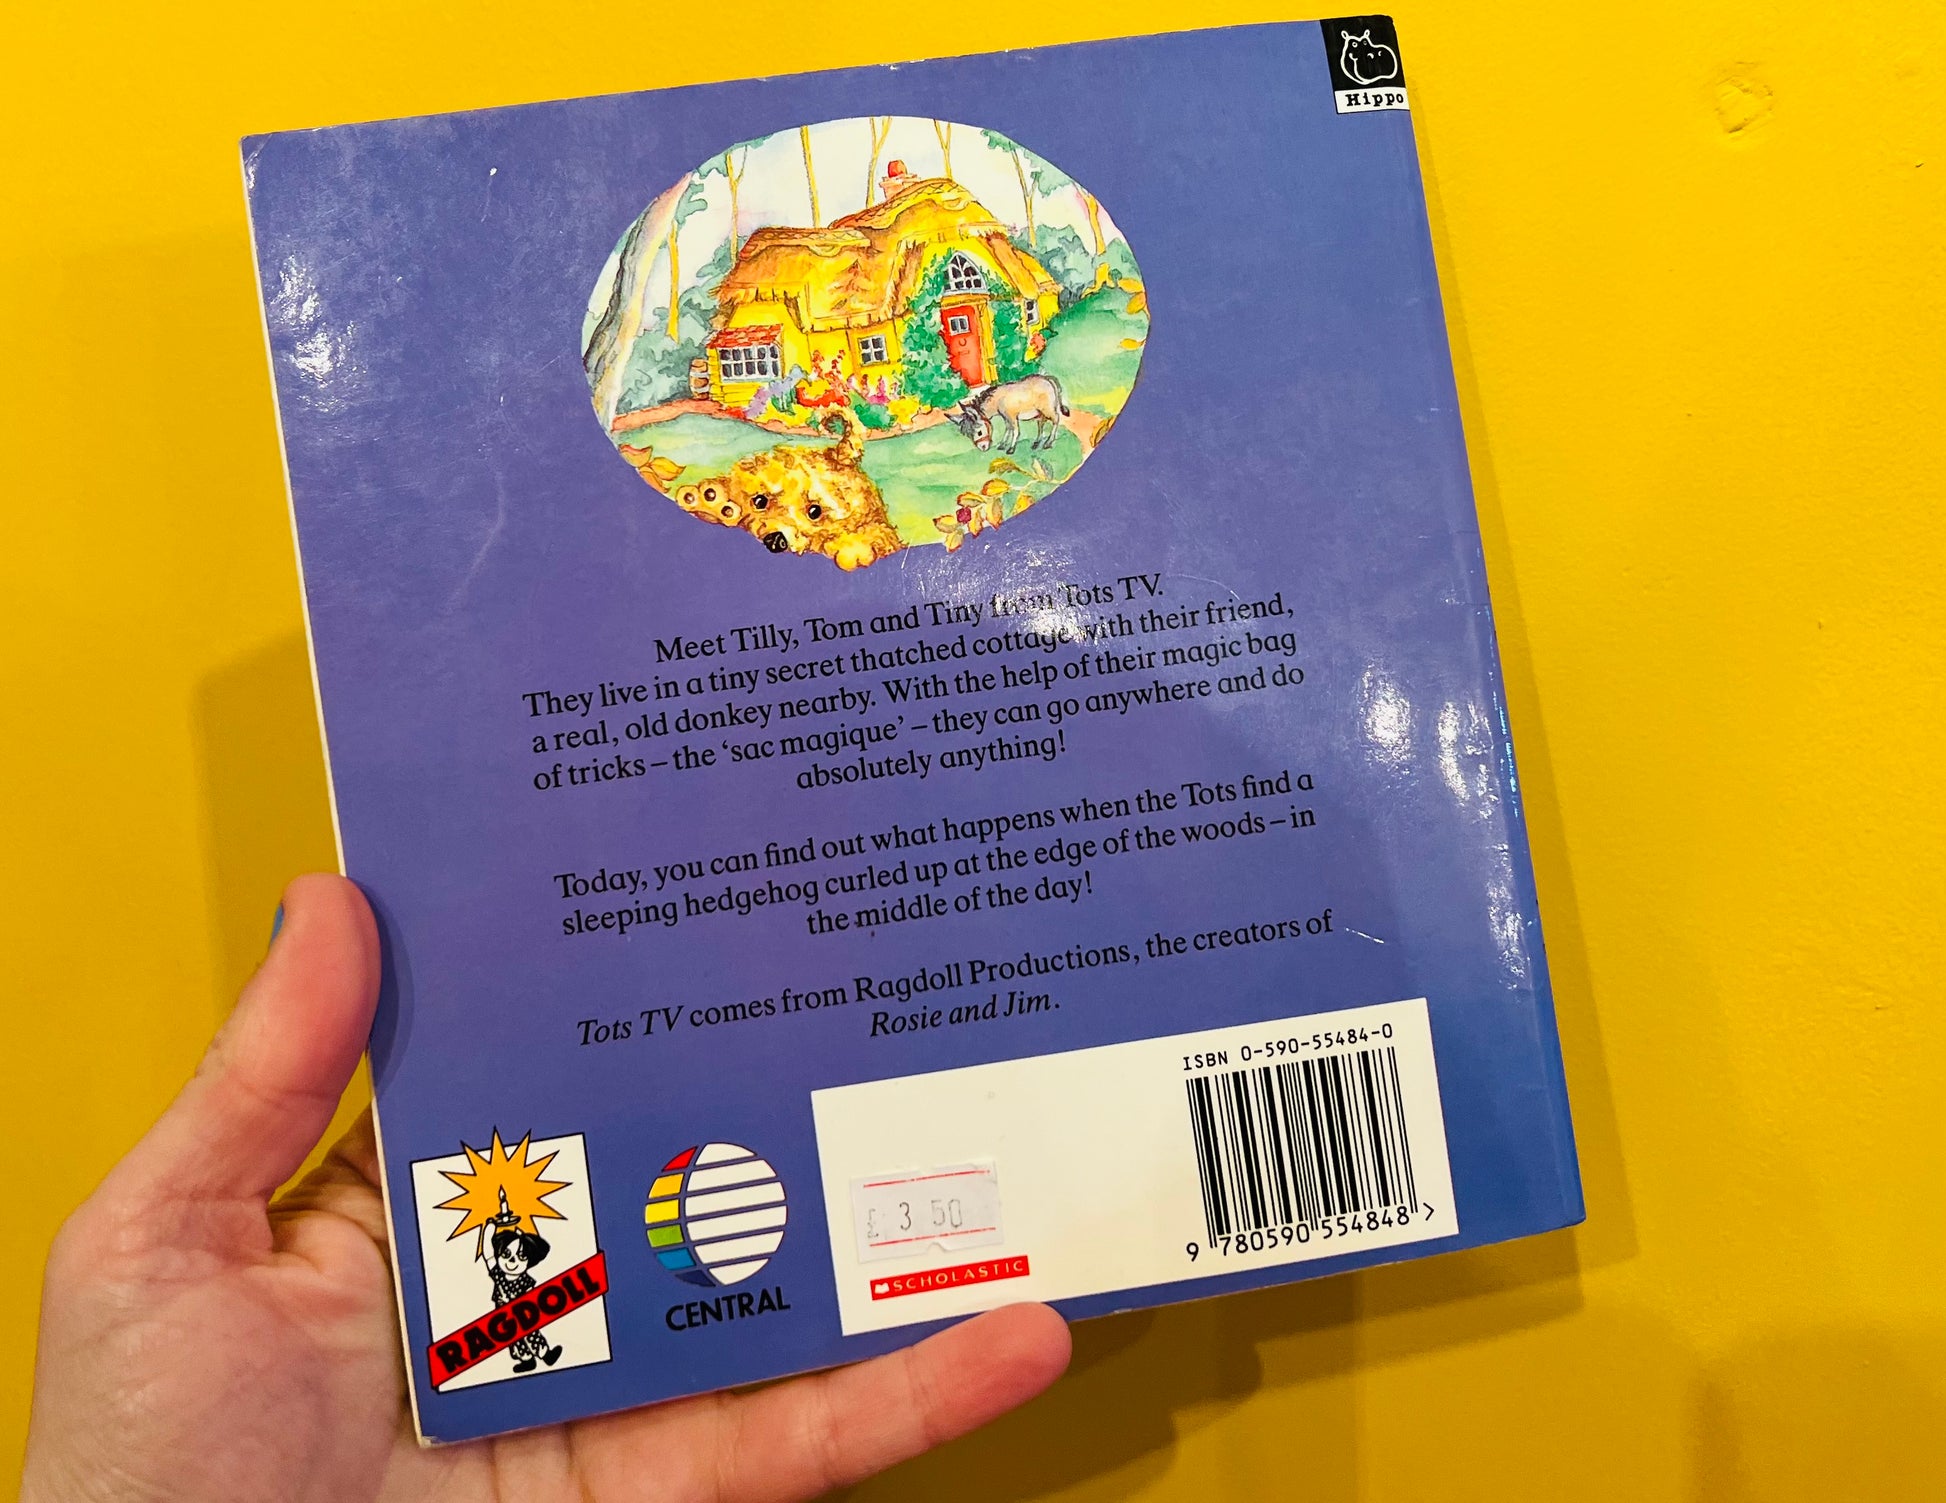 Hippo
Meet Tilly, Tom and Tiny from Tots TV.
They live in a tiny secret thatched cottage with their friend,
a real, old donkey nearby. With the help of their magic bag
of tricks – the ‘sac magique’ – they can go anywhere and do
absolutely anything!
Today, you can find out what happens when the Tots find a
sleeping hedgehog curled up at the edge of the woods – in
the middle of the day!
Tots TV comes from Ragdoll Productions, the creators of
Rosie and Jim.
ISBN 0-590-55484-0
9 780590 554848 >
£ 3 50
SCHOLASTIC
RAGDOLL
CENTRAL